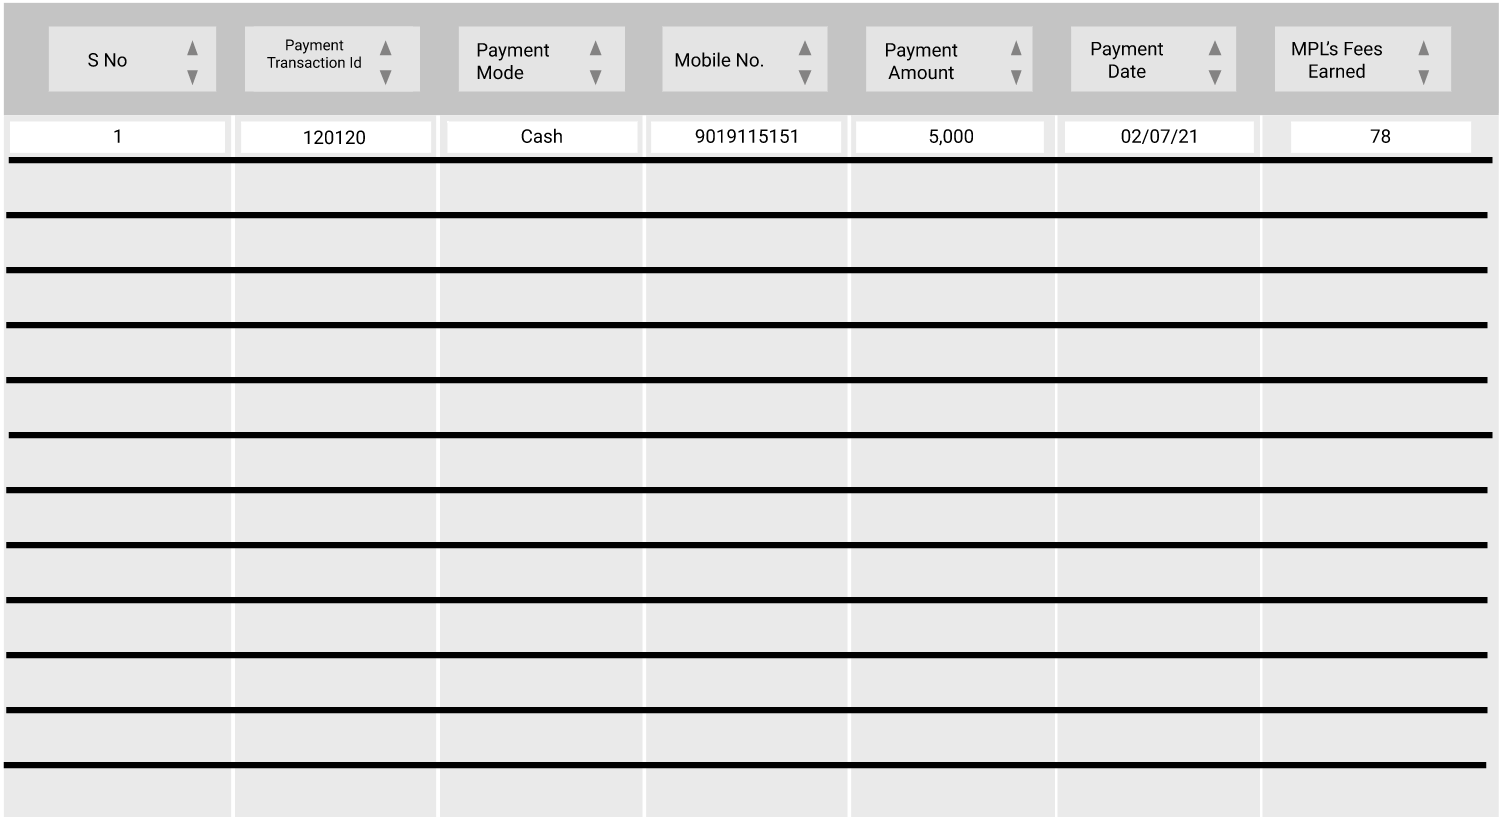 S No
Payment
Transaction Id
Payment
Mode
Mobile No.
Payment
Amount
Payment
Date
MPL's Fees
Earned
1
120120
Cash
9019115151
5,000
02/07/21
78